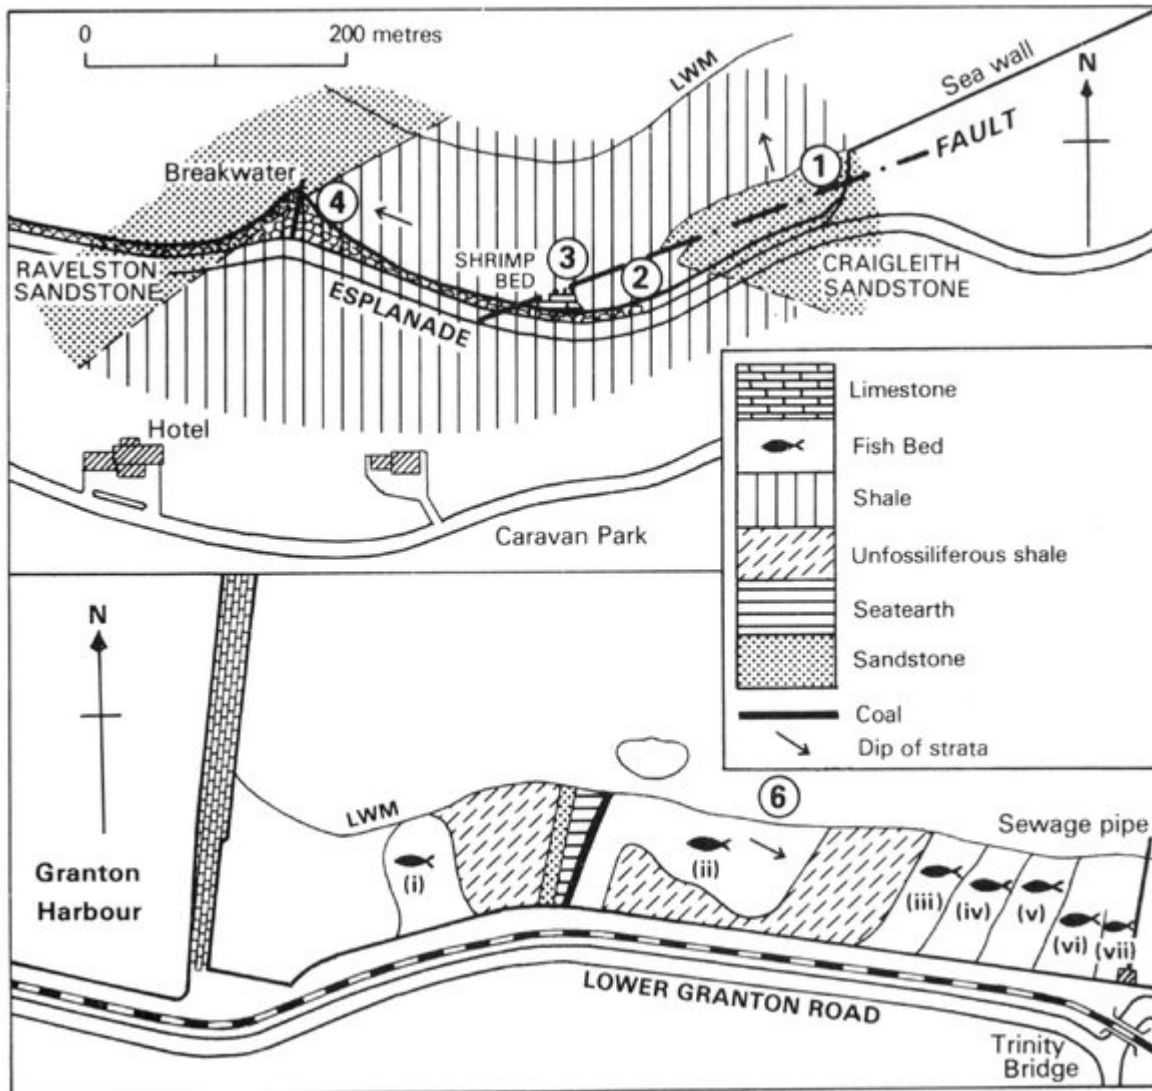 0 200 metres
LWM
Sea wall
N
FAULT
1
Breakwater
4
3
SHRIMP
BED
2
RAVELSTON
SANDSTONE
ESPLANADE
CRAIGLEITH
SANDSTONE
Hotel
Caravan Park
Limestone
Fish Bed
Shale
Unfossiliferous shale
Seatearth
Sandstone
Coal
Dip of strata
N
6
LWM
Sewage pipe
Granton
Harbour
(i)
(ii)
(iii)
(iv)
(v)
(vi)
(vii)
LOWER GRANTON ROAD
Trinity
Bridge